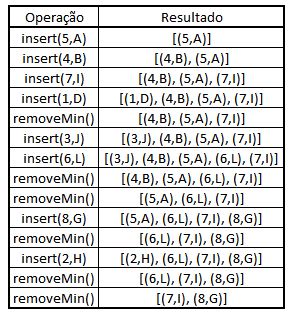 Operação Resultado
insert(5,A) [(5,A)]
insert(4,B) [(4,B), (5,A)]
insert(7,I) [(4,B), (5,A), (7,I)]
insert(1,D) [(1,D), (4,B), (5,A), (7,I)]
removeMin() [(4,B), (5,A), (7,I)]
insert(3,J) [(3,J), (4,B), (5,A), (7,I)]
insert(6,L) [(3,J), (4,B), (5,A), (6,L), (7,I)]
removeMin() [(4,B), (5,A), (6,L), (7,I)]
removeMin() [(5,A), (6,L), (7,I)]
insert(8,G) [(5,A), (6,L), (7,I), (8,G)]
removeMin() [(6,L), (7,I), (8,G)]
insert(2,H) [(2,H), (6,L), (7,I), (8,G)]
removeMin() [(6,L), (7,I), (8,G)]
removeMin() [(7,I), (8,G)]